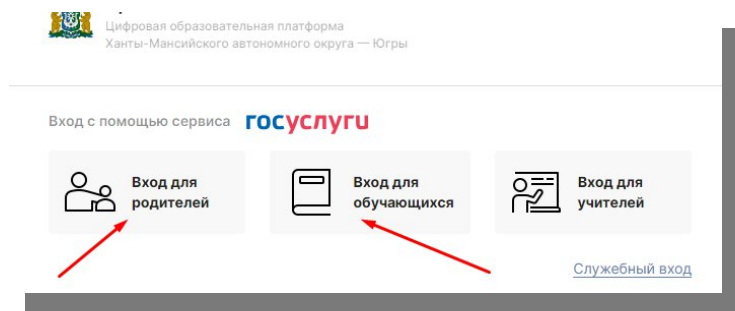 Цифровая образовательная платформа
Ханты-Мансийского автономного округа — Югры
Вход с помощью сервиса госуслуги
Вход для
родителей
Вход для
обучающихся
Вход для
учителей
Служебный вход